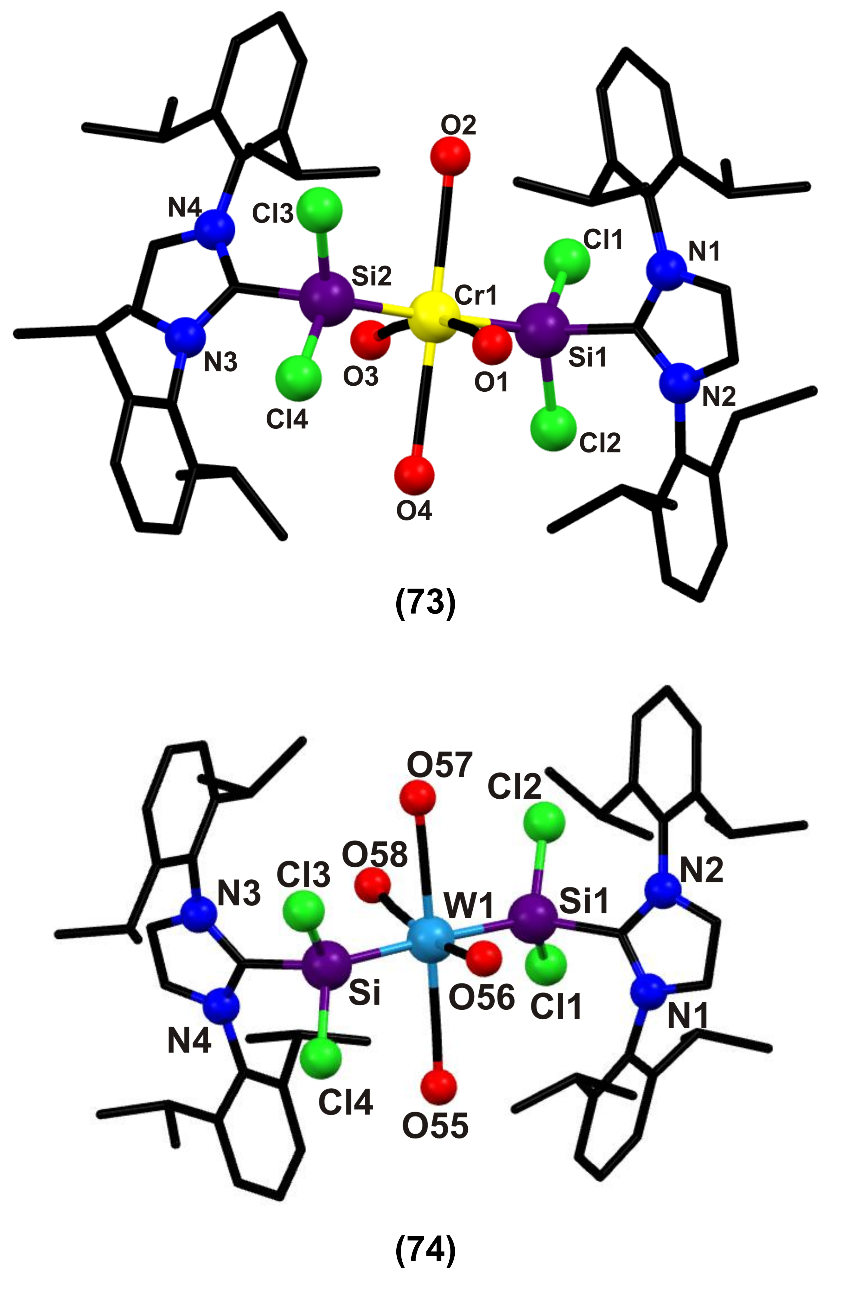 O2
N4
Cl3
Cl1
N1
Si2
Cr1
O3
O1
Si1
N3
N2
Cl4
Cl2
O4
(73)
O57
Cl2
O58
Cl3
N3
W1
Si1
N2
Si
O56
Cl1
N1
N4
Cl4
O55
(74)